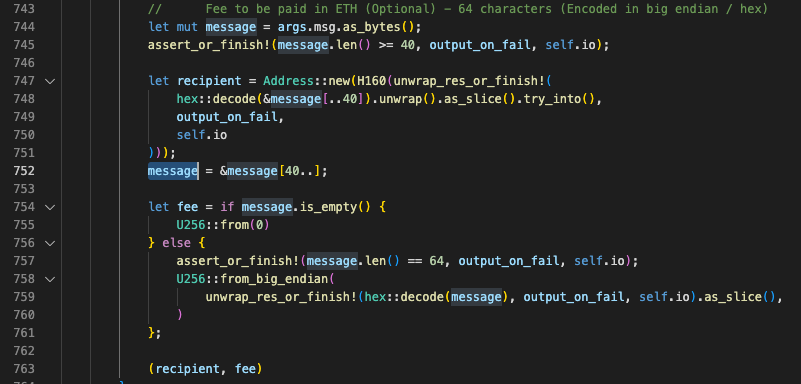 743 //      Fee to be paid in ETH (Optional) – 64 characters (Encoded in big endian / hex)
744 let mut message = args.msg.as_bytes();
745 assert_or_finish!(message.len() >= 40, output_on_fail, self.io);
746
747 let recipient = Address::new(H160(unwrap_res_or_finish!(
748     hex::decode(&message[..40]).unwrap().as_slice().try_into(),
749     output_on_fail,
750     self.io
751 )));
752 message = &message[40..];
753
754 let fee = if message.is_empty() {
755     U256::from(0)
756 } else {
757     assert_or_finish!(message.len() == 64, output_on_fail, self.io);
758     U256::from_big_endian(
759         unwrap_res_or_finish!(hex::decode(message), output_on_fail, self.io).as_slice(),
760     )
761 };
762
763 (recipient, fee)